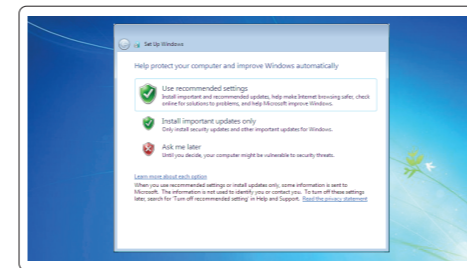 Set Up Windows
Help protect your computer and improve Windows automatically
Use recommended settings
Install important and recommended updates, help make Internet browsing safer, check
online for solutions to problems, and help Microsoft improve Windows.
Install important updates only
Only install security updates and other important updates for Windows.
Ask me later
Until you decide, your computer might be vulnerable to security threats.
Learn more about each option
When you use recommended settings or install updates only, some information is sent to
Microsoft. The information is not used to identify you or contact you. To turn off these settings
later, search for 'Turn off recommended setting' in Help and Support. Read the privacy statement